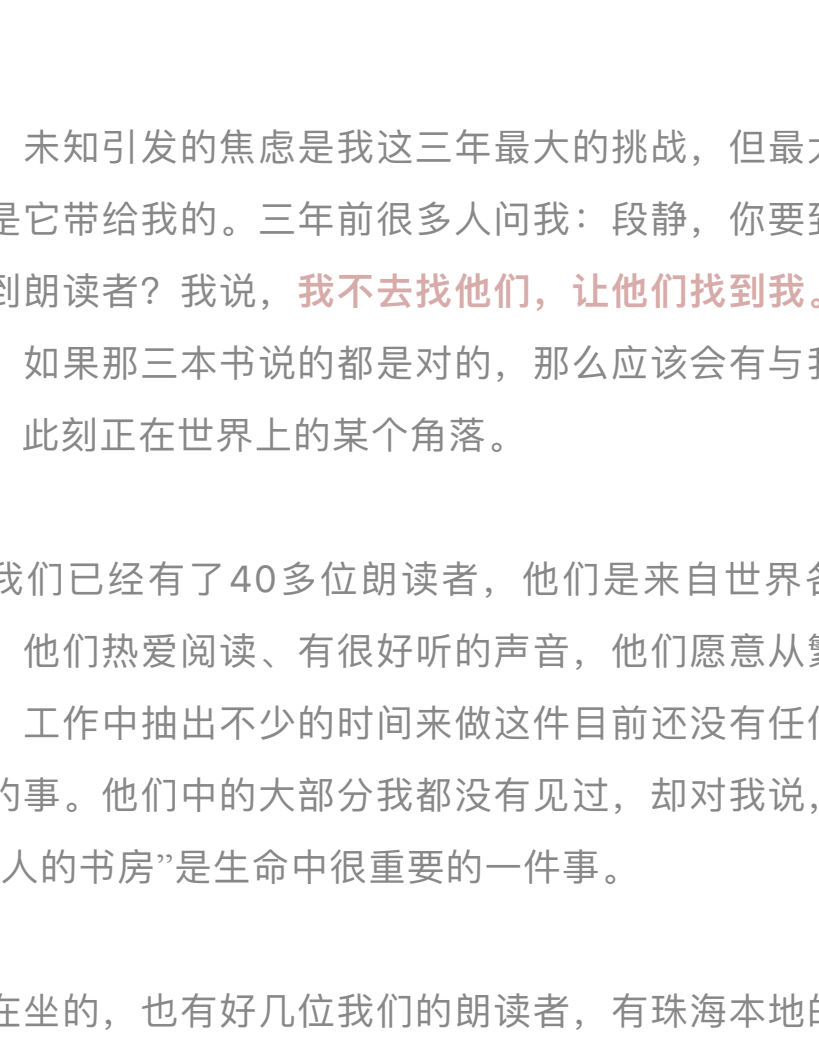 未知引发的焦虑是我这三年最大的挑战，但最
是它带给我的。三年前很多人问我：段静，你要
到朗读者？我说，我不去找他们，让他们找到我。
如果那三本书说的都是对的，那么应该会有与我
此刻正在世界上的某个角落。
我们已经有了40多位朗读者，他们是来自世界各
他们热爱阅读、有很好听的声音，他们愿意从
工作中抽出不少的时间来做这件目前还没有任
的事。他们中的大部分我都没有见过，却对我说，
人的书房”是生命中很重要的一件事。
在坐的，也有好几位我们的朗读者，有珠海本地的